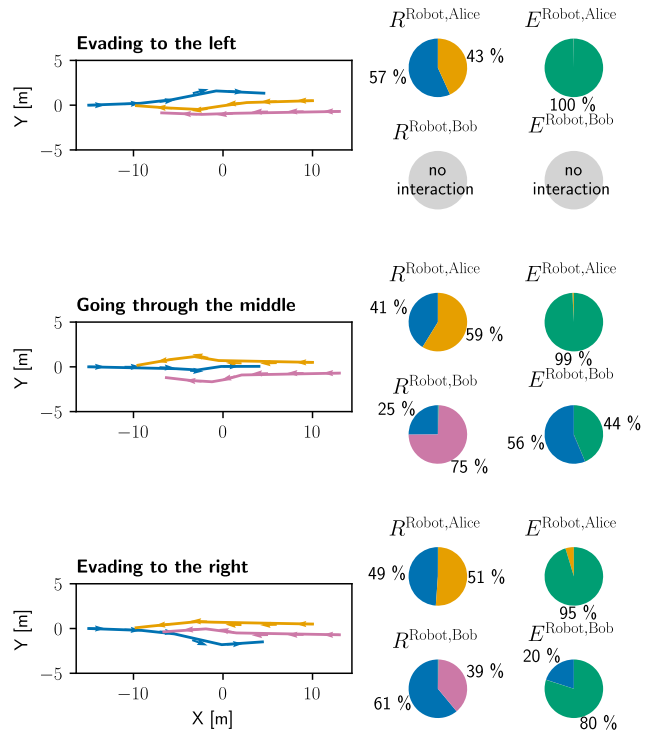 R^Robot,Alice E^Robot,Alice
Evading to the left
5
0
−5
Y [m]
−10 0 10
57 % 43 %
100 %
R^Robot,Bob E^Robot,Bob
no
interaction
no
interaction
R^Robot,Alice E^Robot,Alice
Going through the middle
5
0
−5
Y [m]
−10 0 10
41 % 59 %
99 %
R^Robot,Bob E^Robot,Bob
25 % 75 %
56 % 44 %
R^Robot,Alice E^Robot,Alice
Evading to the right
5
0
−5
Y [m]
−10 0 10
X [m]
49 % 51 %
95 %
R^Robot,Bob E^Robot,Bob
61 % 39 %
20 % 80 %